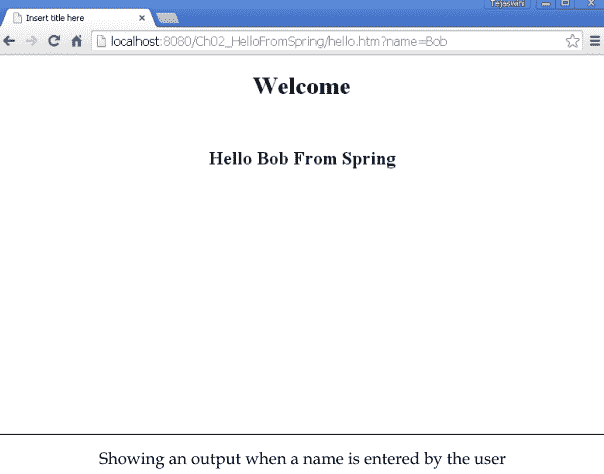 Tejaswini
Insert title here
localhost:8080/Ch02_HelloFromSpring/hello.htm?name=Bob
Welcome
Hello Bob From Spring
Showing an output when a name is entered by the user